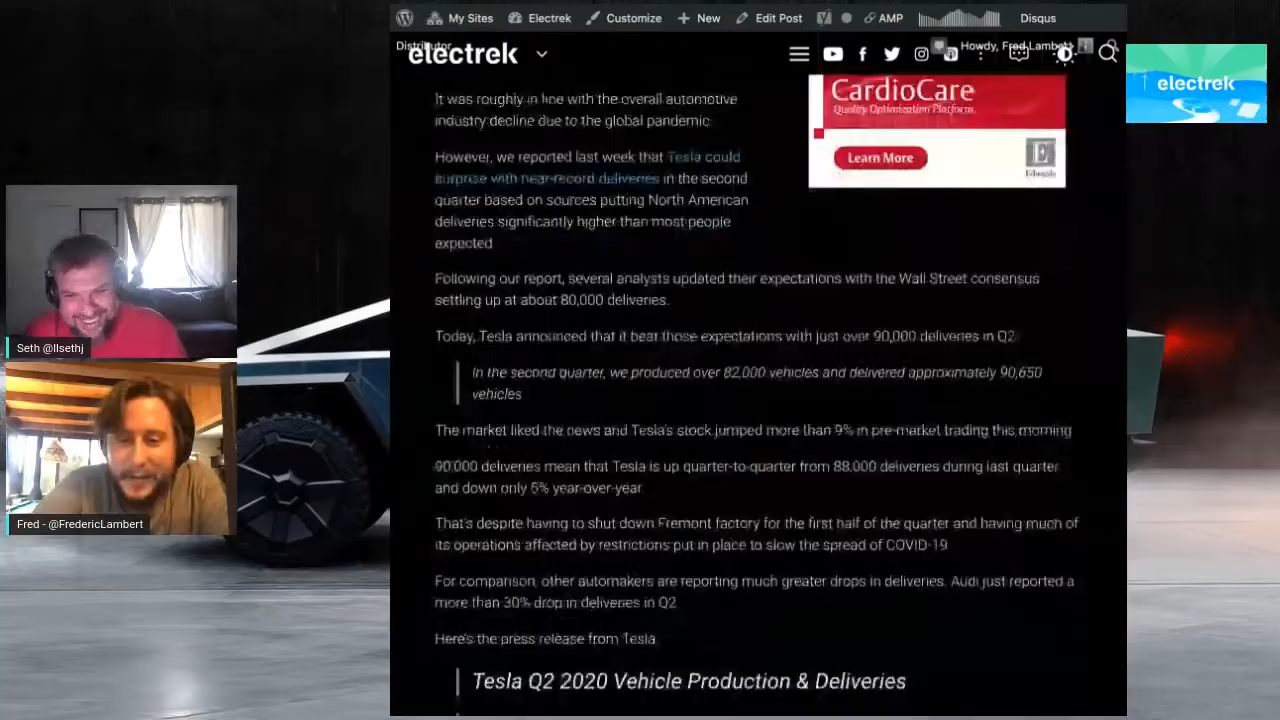 My Sites
Electrek
Customize
New
Edit Post
AMP
Disqus
Distributor
Howdy, Fred Lambert
electrek
electrek
It was roughly in line with the overall automotive
industry decline due to the global pandemic
CardioCare
Quality Optimization Platform
Learn More
E
Edwards
However, we reported last week that Tesla could
surprise with near-record deliveries in the second
quarter based on sources putting North American
deliveries significantly higher than most people
expected
Following our report, several analysts updated their expectations with the Wall Street consensus
settling up at about 80,000 deliveries.
Today, Tesla announced that it beat those expectations with just over 90,000 deliveries in Q2
In the second quarter, we produced over 82,000 vehicles and delivered approximately 90,650
vehicles
The market liked the news and Tesla's stock jumped more than 9% in pre-market trading this morning
90.000 deliveries mean that Tesla is up quarter-to-quarter from 88.000 deliveries during last quarter
and down only 5% year-over-year
That's despite having to shut down Fremont factory for the first half of the quarter and having much of
its operations affected by restrictions put in place to slow the spread of COVID-19
For comparison, other automakers are reporting much greater drops in deliveries. Audi just reported a
more than 30% drop in deliveries in Q2
Here's the press release from Tesla
Tesla Q2 2020 Vehicle Production & Deliveries
Seth @llsethj
Fred - @FredericLambert